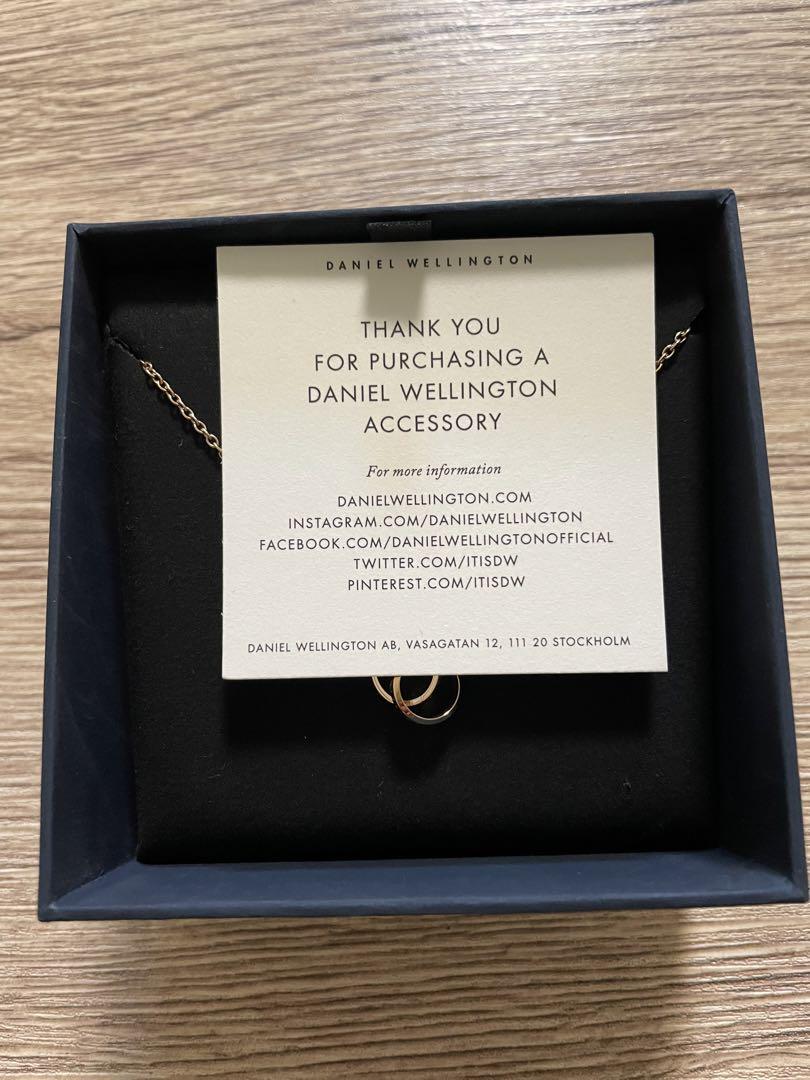 DANIEL WELLINGTON
THANK YOU
FOR PURCHASING A
DANIEL WELLINGTON
ACCESSORY
For more information
DANIELWELLINGTON.COM
INSTAGRAM.COM/DANIELWELLINGTON
FACEBOOK.COM/DANIELWELLINGTONOFFICIAL
TWITTER.COM/ITISDW
PINTEREST.COM/ITISDW
DANIEL WELLINGTON AB, VASAGATAN 12, 111 20 STOCKHOLM